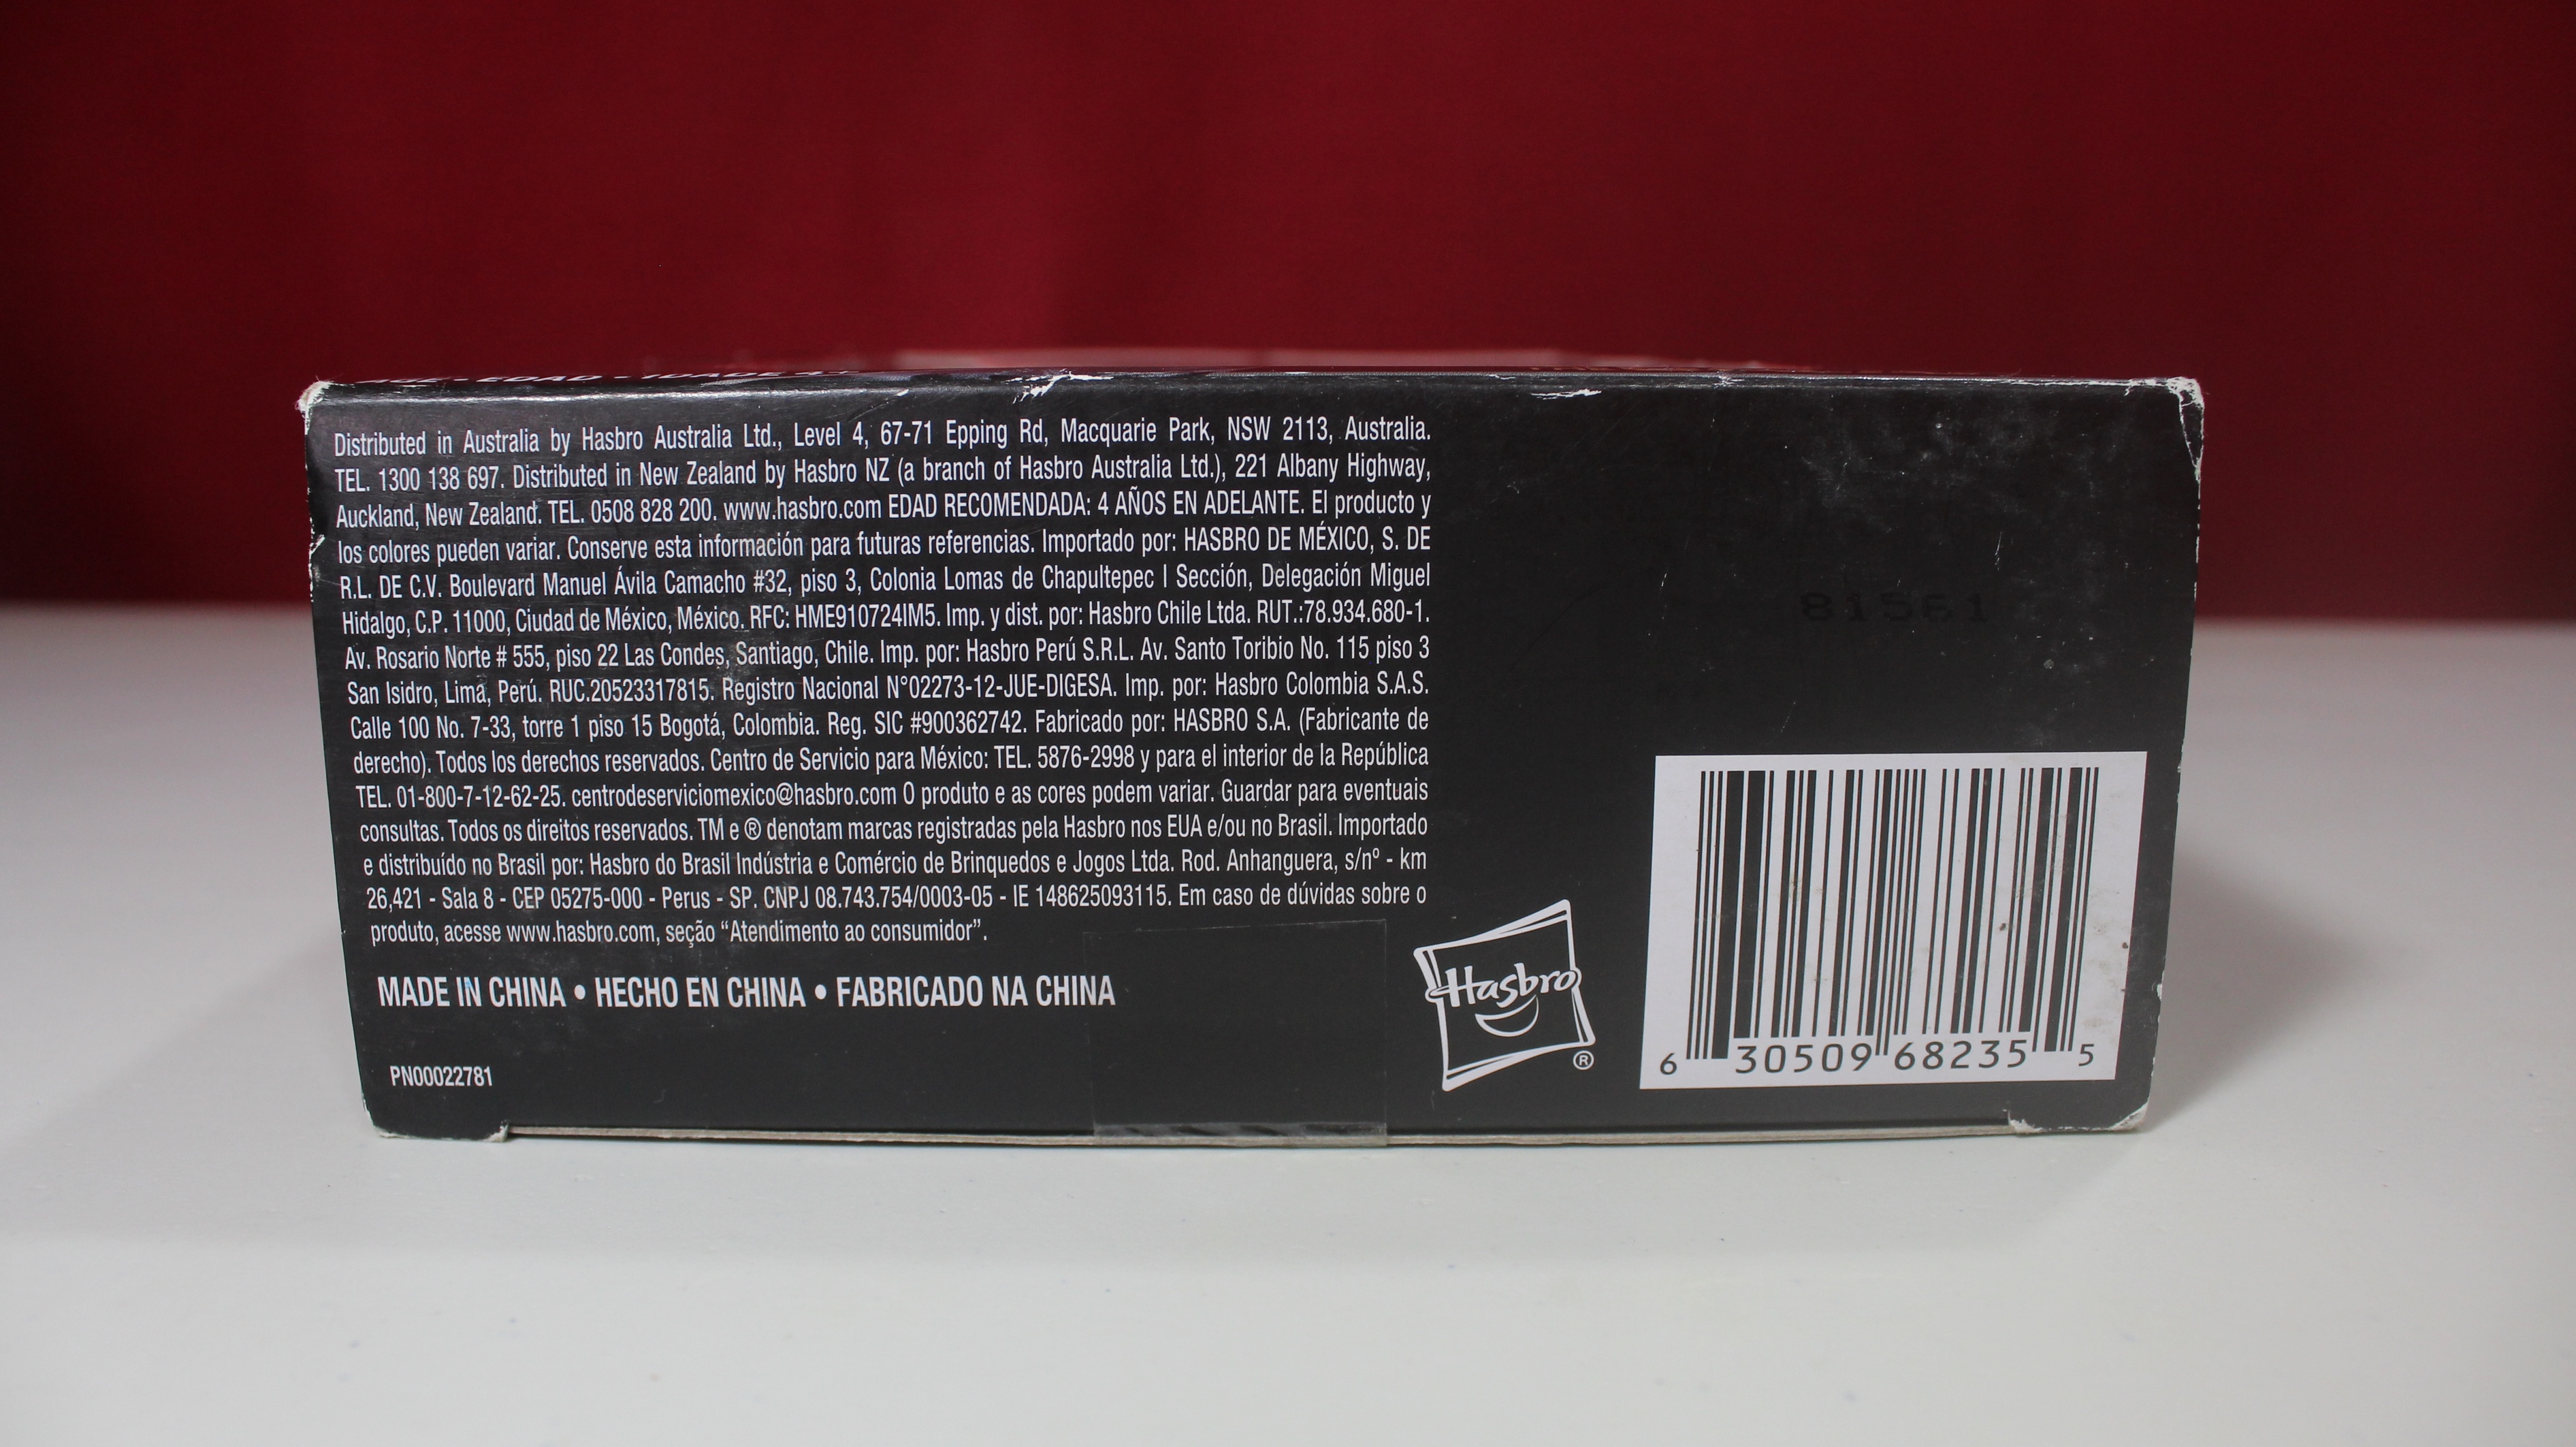 AGE • EDAD • IDADE 4+
Distributed in Australia by Hasbro Australia Ltd., Level 4, 67-71 Epping Rd, Macquarie Park, NSW 2113, Australia.
TEL. 1300 138 697. Distributed in New Zealand by Hasbro NZ (a branch of Hasbro Australia Ltd.), 221 Albany Highway,
Auckland, New Zealand. TEL. 0508 828 200. www.hasbro.com EDAD RECOMENDADA: 4 AÑOS EN ADELANTE. El producto y
los colores pueden variar. Conserve esta información para futuras referencias. Importado por: HASBRO DE MÉXICO, S. DE
R.L. DE C.V. Boulevard Manuel Ávila Camacho #32, piso 3, Colonia Lomas de Chapultepec I Sección, Delegación Miguel
Hidalgo, C.P. 11000, Ciudad de México, México. RFC: HME910724IM5. Imp. y dist. por: Hasbro Chile Ltda. RUT.:78.934.680-1.
Av. Rosario Norte # 555, piso 22 Las Condes, Santiago, Chile. Imp. por: Hasbro Perú S.R.L. Av. Santo Toribio No. 115 piso 3
San Isidro, Lima, Perú. RUC.20523317815. Registro Nacional N°02273-12-JUE-DIGESA. Imp. por: Hasbro Colombia S.A.S.
Calle 100 No. 7-33, torre 1 piso 15 Bogotá, Colombia. Reg. SIC #900362742. Fabricado por: HASBRO S.A. (Fabricante de
derecho). Todos los derechos reservados. Centro de Servicio para México: TEL. 5876-2998 y para el interior de la República
TEL. 01-800-7-12-62-25. centrodeserviciomexico@hasbro.com O produto e as cores podem variar. Guardar para eventuais
consultas. Todos os direitos reservados. TM e ® denotam marcas registradas pela Hasbro nos EUA e/ou no Brasil. Importado
e distribuído no Brasil por: Hasbro do Brasil Indústria e Comércio de Brinquedos e Jogos Ltda. Rod. Anhanguera, s/nº - km
26,421 - Sala 8 - CEP 05275-000 - Perus - SP. CNPJ 08.743.754/0003-05 - IE 148625093115. Em caso de dúvidas sobre o
produto, acesse www.hasbro.com, seção “Atendimento ao consumidor”.
MADE IN CHINA • HECHO EN CHINA • FABRICADO NA CHINA
PN00022781
Hasbro ®
81561
6 30509 68235 5